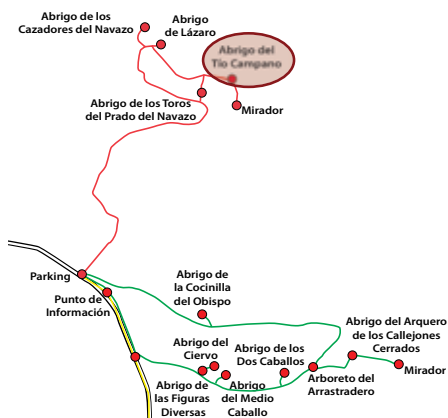 Abrigo de los
Cazadores del Navazo
Abrigo
de Lázaro
Abrigo del
Tío Campano
Abrigo de los Toros
del Prado del Navazo
Mirador
Parking
Punto de
Información
Abrigo de
la Cocinilla
del Obispo
Abrigo del Arquero
de los Callejones
Cerrados
Mirador
Abrigo del
Ciervo
Abrigo de los
Dos Caballos
Arboreto del
Arrastradero
Abrigo de
las Figuras
Diversas
Abrigo
del Medio
Caballo